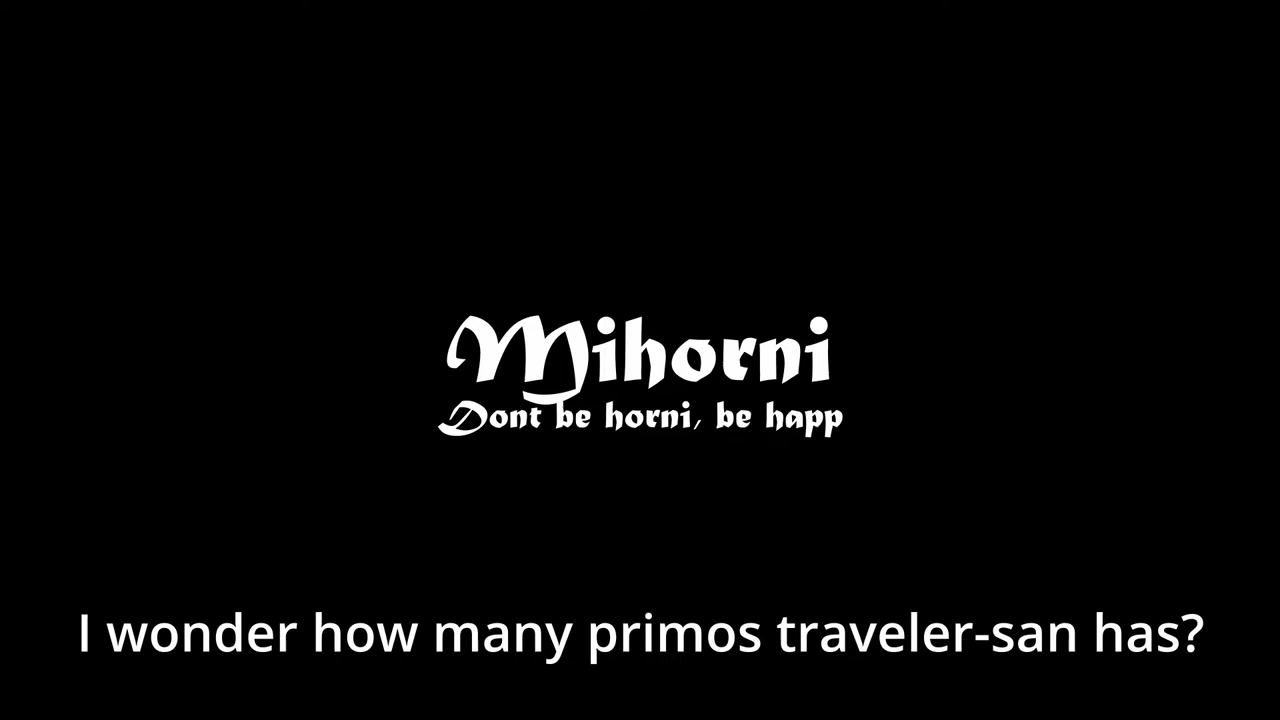 Mihorni
Dont be horni, be happ
I wonder how many primos traveler-san has?